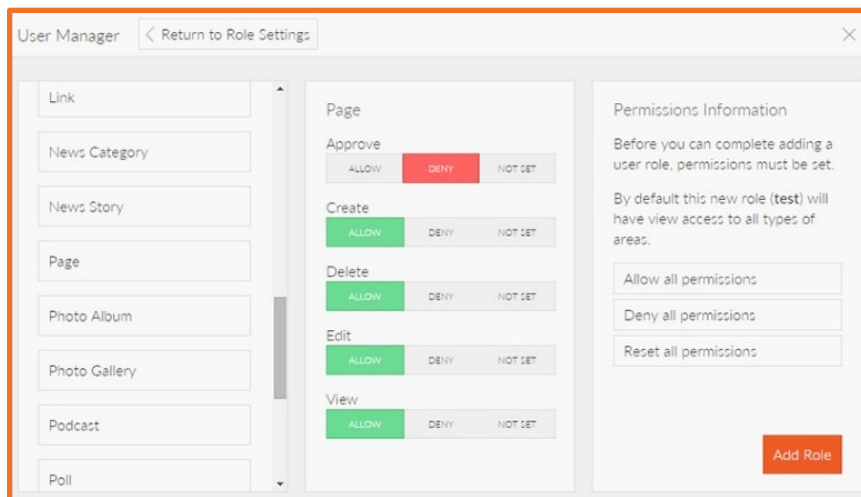 User Manager
< Return to Role Settings
Link
News Category
News Story
Page
Photo Album
Photo Gallery
Podcast
Poll
Page
Approve
ALLOW DENY NOT SET
Create
ALLOW DENY NOT SET
Delete
ALLOW DENY NOT SET
Edit
ALLOW DENY NOT SET
View
ALLOW DENY NOT SET
Permissions Information
Before you can complete adding a
user role, permissions must be set.
By default this new role (test) will
have view access to all types of
areas.
Allow all permissions
Deny all permissions
Reset all permissions
Add Role